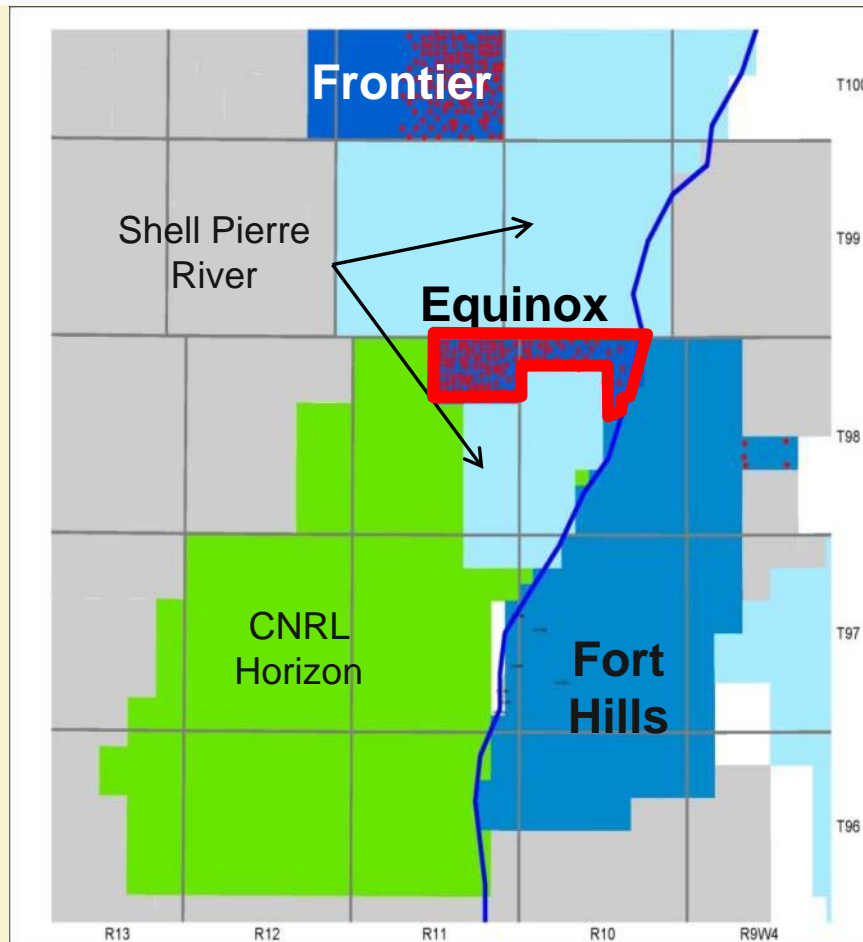 Frontier
T100
Shell Pierre
River
T99
Equinox
T98
CNRL
Horizon
Fort
Hills
T97
T96
R13
R12
R11
R10
R9W4